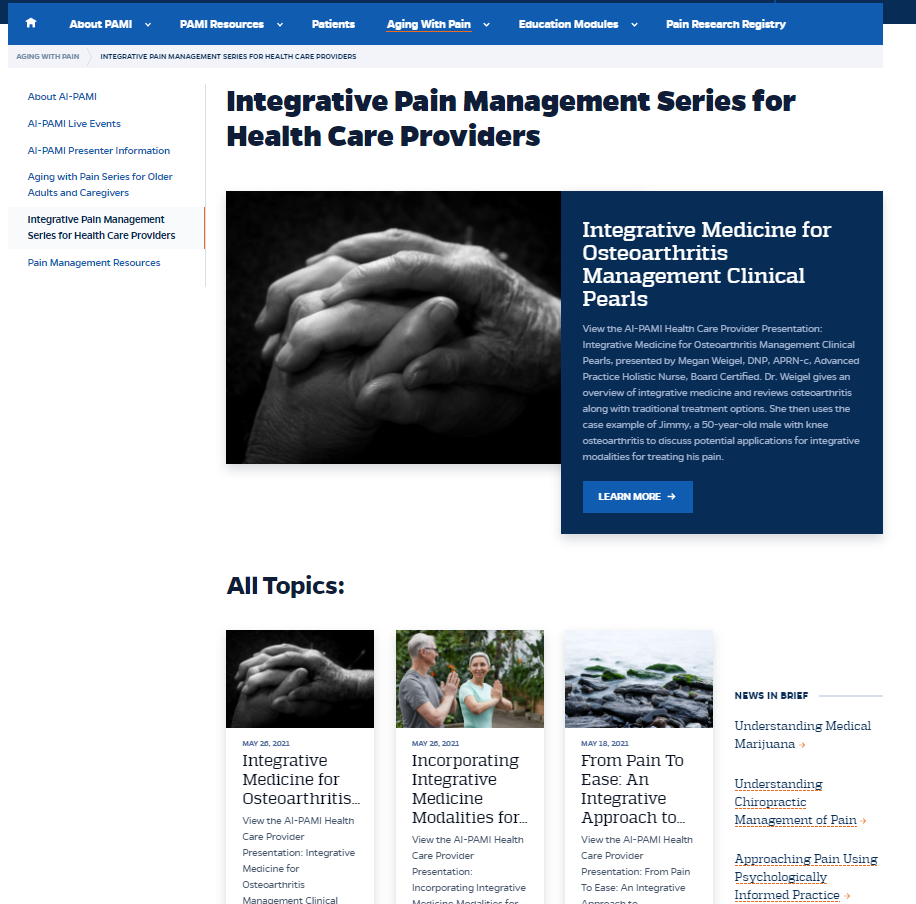 About PAMI
PAMI Resources
Patients
Aging With Pain
Education Modules
Pain Research Registry
AGING WITH PAIN
INTEGRATIVE PAIN MANAGEMENT SERIES FOR HEALTH CARE PROVIDERS
About AI-PAMI
AI-PAMI Live Events
AI-PAMI Presenter Information
Aging with Pain Series for Older
Adults and Caregivers
Integrative Pain Management
Series for Health Care Providers
Pain Management Resources
Integrative Pain Management Series for
Health Care Providers
Integrative Medicine for
Osteoarthritis
Management Clinical
Pearls
View the AI-PAMI Health Care Provider Presentation:
Integrative Medicine for Osteoarthritis Management Clinical
Pearls, presented by Megan Weigel, DNP, APRN-c, Advanced
Practice Holistic Nurse, Board Certified. Dr. Weigel gives an
overview of integrative medicine and reviews osteoarthritis
along with traditional treatment options. She then uses the
case example of Jimmy, a 50-year-old male with knee
osteoarthritis to discuss potential applications for integrative
modalities for treating his pain.
LEARN MORE →
All Topics:
MAY 26, 2021
Integrative
Medicine for
Osteoarthritis...
View the AI-PAMI Health
Care Provider
Presentation: Integrative
Medicine for
Osteoarthritis
Management Clinical
MAY 26, 2021
Incorporating
Integrative
Medicine
Modalities for...
View the AI-PAMI Health
Care Provider
Presentation:
Incorporating Integrative
Medicine Modalities for
MAY 18, 2021
From Pain To
Ease: An
Integrative
Approach to...
View the AI-PAMI Health
Care Provider
Presentation: From Pain
To Ease: An Integrative
Approach to
NEWS IN BRIEF
Understanding Medical
Marijuana →
Understanding
Chiropractic
Management of Pain →
Approaching Pain Using
Psychologically
Informed Practice →